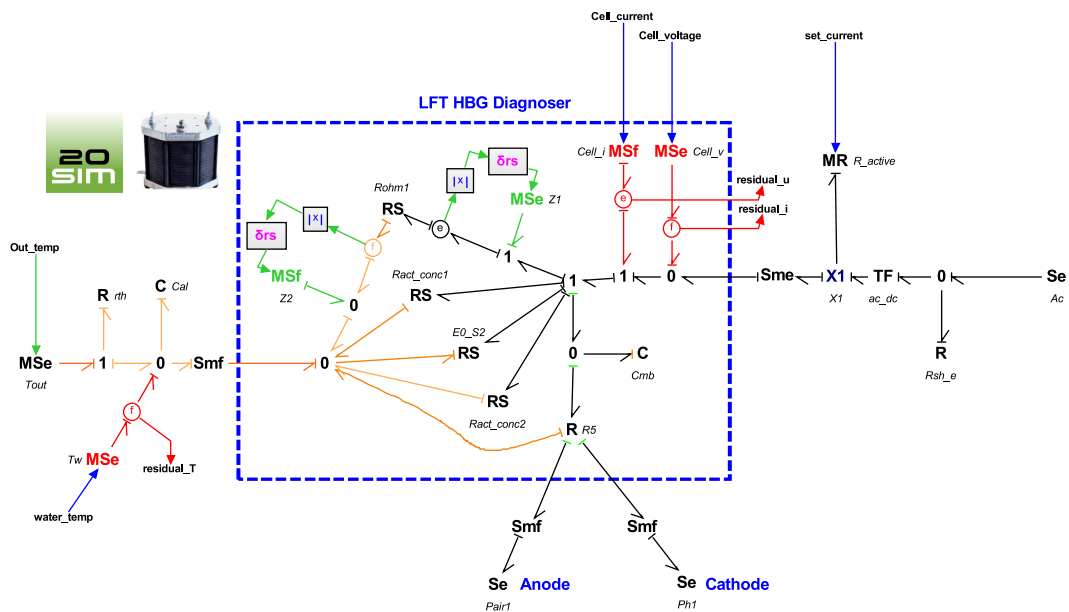 Cell_current
Cell_voltage
set_current
LFT HBG Diagnoser
20
SIM
δrs
|x|
Cell_i
MSf
MSe
Cell_v
MR
R_active
Rohm1
MSe
Z1
residual_u
RS
e
e
residual_i
δrs
|x|
f
f
Out_temp
1
MSf
Z2
Ract_conc1
1
1
0
Sme
X1
TF
0
Se
X1
ac_dc
Ac
R
rth
C
Cal
RS
0
E0_S2
MSe
1
0
Smf
0
RS
0
C
R
Tout
Cmb
Rsh_e
RS
f
Ract_conc2
R
R5
Tw
MSe
residual_T
water_temp
Smf
Smf
Se
Anode
Se
Cathode
Pair1
Ph1